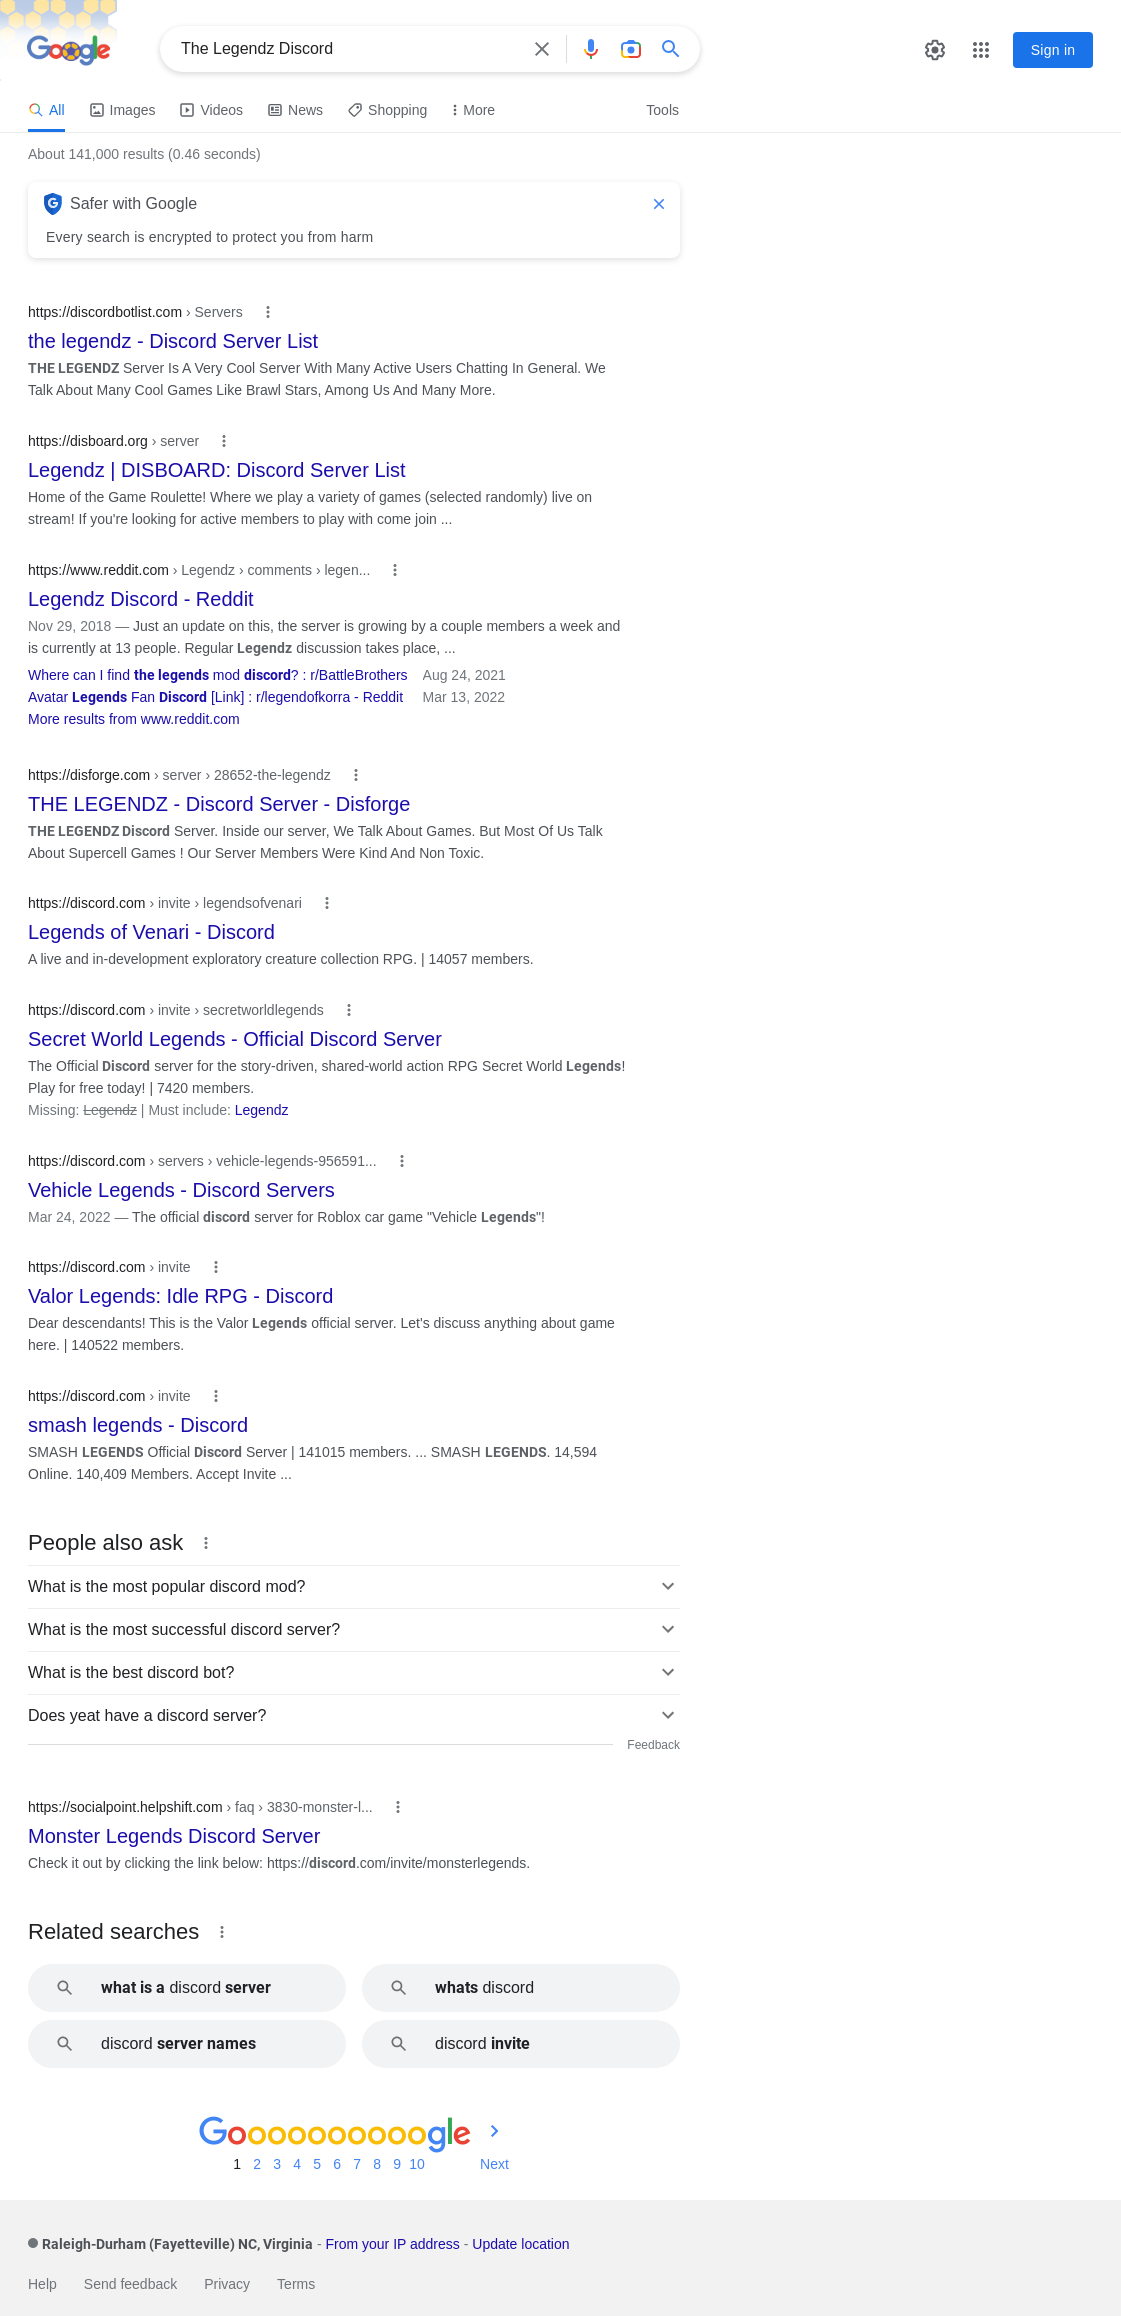 Google
The Legendz Discord
Sign in
All
Images
Videos
News
Shopping
More
Tools
About 141,000 results (0.46 seconds)
Safer with Google
Every search is encrypted to protect you from harm
https://discordbotlist.com › Servers
the legendz - Discord Server List
THE LEGENDZ Server Is A Very Cool Server With Many Active Users Chatting In General. We
Talk About Many Cool Games Like Brawl Stars, Among Us And Many More.
https://disboard.org › server
Legendz | DISBOARD: Discord Server List
Home of the Game Roulette! Where we play a variety of games (selected randomly) live on
stream! If you're looking for active members to play with come join ...
https://www.reddit.com › Legendz › comments › legen...
Legendz Discord - Reddit
Nov 29, 2018 — Just an update on this, the server is growing by a couple members a week and
is currently at 13 people. Regular Legendz discussion takes place, ...
Where can I find the legends mod discord? : r/BattleBrothers Aug 24, 2021
Avatar Legends Fan Discord [Link] : r/legendofkorra - Reddit Mar 13, 2022
More results from www.reddit.com
https://disforge.com › server › 28652-the-legendz
THE LEGENDZ - Discord Server - Disforge
THE LEGENDZ Discord Server. Inside our server, We Talk About Games. But Most Of Us Talk
About Supercell Games ! Our Server Members Were Kind And Non Toxic.
https://discord.com › invite › legendsofvenari
Legends of Venari - Discord
A live and in-development exploratory creature collection RPG. | 14057 members.
https://discord.com › invite › secretworldlegends
Secret World Legends - Official Discord Server
The Official Discord server for the story-driven, shared-world action RPG Secret World Legends!
Play for free today! | 7420 members.
Missing: Legendz | Must include: Legendz
https://discord.com › servers › vehicle-legends-956591...
Vehicle Legends - Discord Servers
Mar 24, 2022 — The official discord server for Roblox car game "Vehicle Legends"!
https://discord.com › invite
Valor Legends: Idle RPG - Discord
Dear descendants! This is the Valor Legends official server. Let's discuss anything about game
here. | 140522 members.
https://discord.com › invite
smash legends - Discord
SMASH LEGENDS Official Discord Server | 141015 members. ... SMASH LEGENDS. 14,594
Online. 140,409 Members. Accept Invite ...
People also ask
What is the most popular discord mod?
What is the most successful discord server?
What is the best discord bot?
Does yeat have a discord server?
Feedback
https://socialpoint.helpshift.com › faq › 3830-monster-l...
Monster Legends Discord Server
Check it out by clicking the link below: https://discord.com/invite/monsterlegends.
Related searches
what is a discord server
whats discord
discord server names
discord invite
Goooooooooogle
1 2 3 4 5 6 7 8 9 10 Next
Raleigh-Durham (Fayetteville) NC, Virginia - From your IP address - Update location
Help Send feedback Privacy Terms